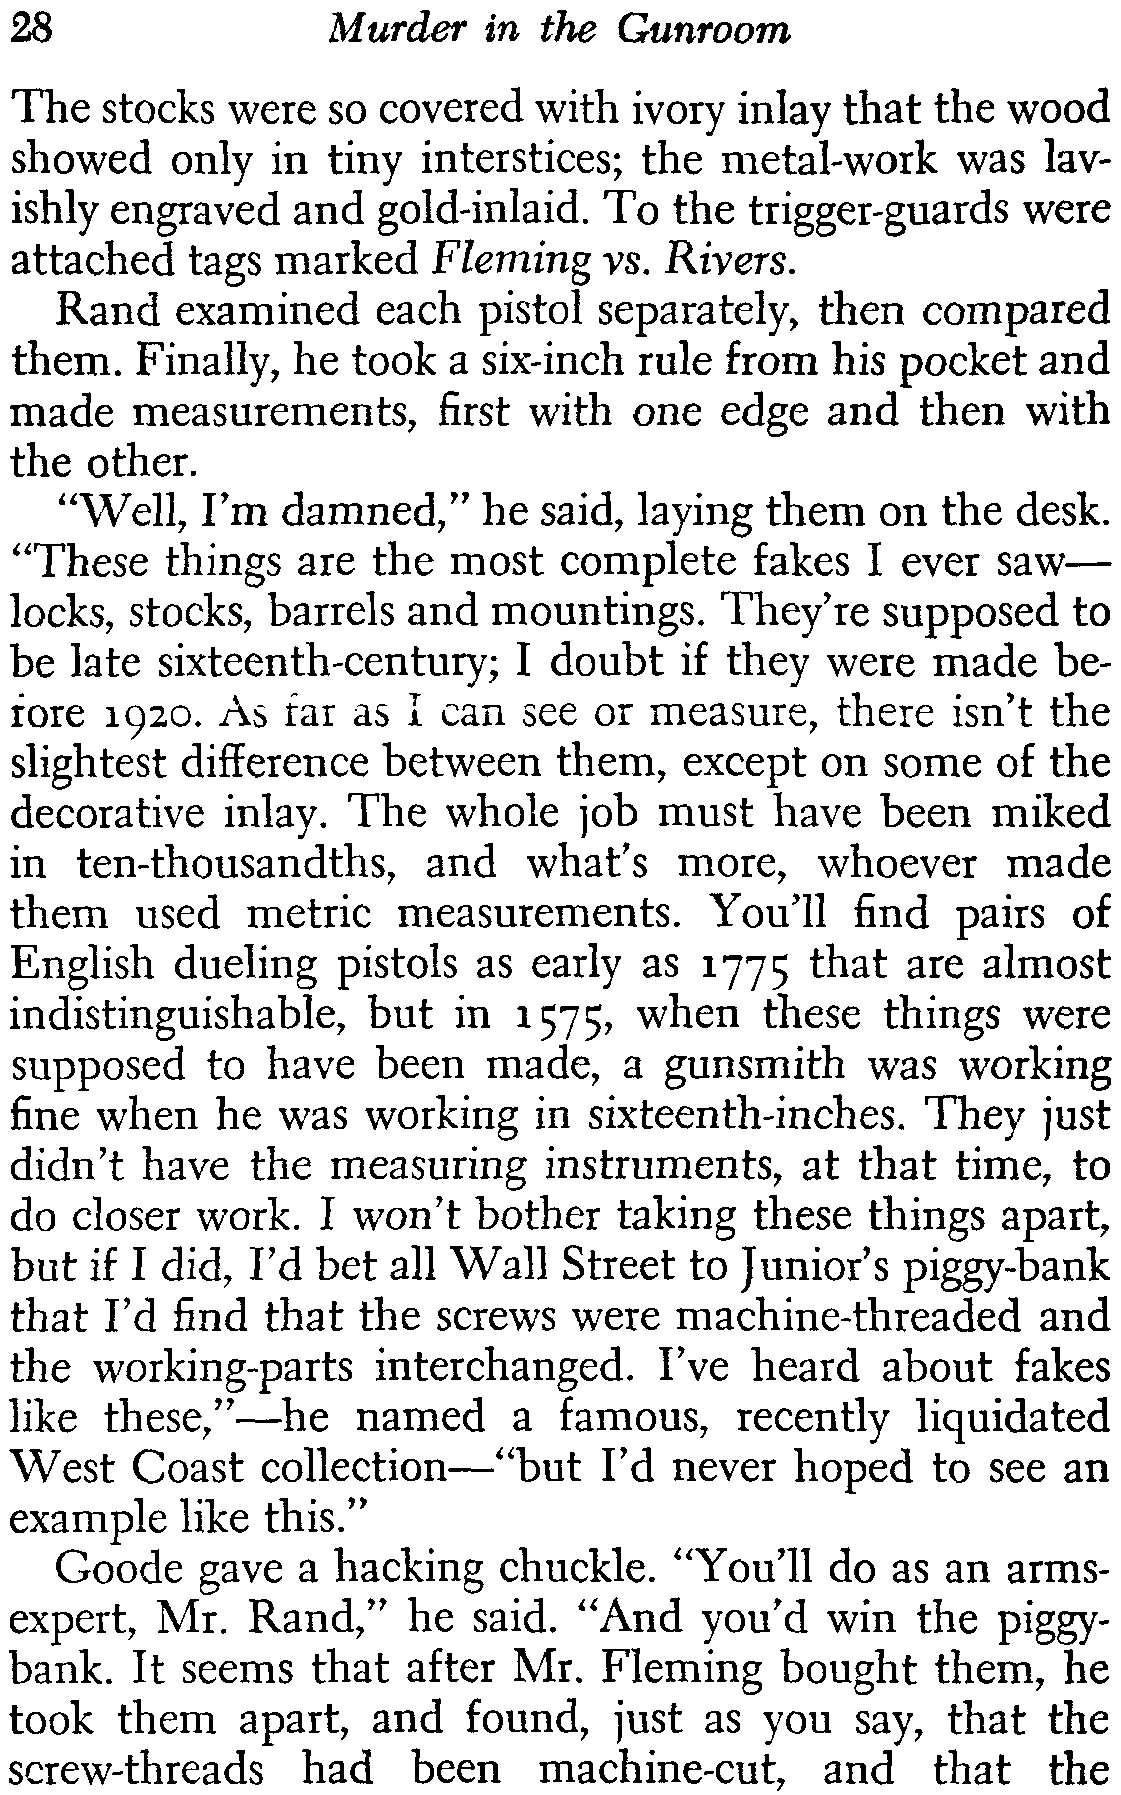 28 Murder in the Gunroom
The stocks were so covered with ivory inlay that the wood
showed only in tiny interstices; the metal-work was lav-
ishly engraved and gold-inlaid. To the trigger-guards were
attached tags marked Fleming vs. Rivers.
Rand examined each pistol separately, then compared
them. Finally, he took a six-inch rule from his pocket and
made measurements, first with one edge and then with
the other.
“Well, I’m damned,” he said, laying them on the desk.
“These things are the most complete fakes I ever saw—
locks, stocks, barrels and mountings. They’re supposed to
be late sixteenth-century; I doubt if they were made be-
fore 1920. As far as I can see or measure, there isn’t the
slightest difference between them, except on some of the
decorative inlay. The whole job must have been miked
in ten-thousandths, and what’s more, whoever made
them used metric measurements. You’ll find pairs of
English dueling pistols as early as 1775 that are almost
indistinguishable, but in 1575, when these things were
supposed to have been made, a gunsmith was working
fine when he was working in sixteenth-inches. They just
didn’t have the measuring instruments, at that time, to
do closer work. I won’t bother taking these things apart,
but if I did, I’d bet all Wall Street to Junior’s piggy-bank
that I’d find that the screws were machine-threaded and
the working-parts interchanged. I’ve heard about fakes
like these,”—he named a famous, recently liquidated
West Coast collection—“but I’d never hoped to see an
example like this.”
Goode gave a hacking chuckle. “You’ll do as an arms-
expert, Mr. Rand,” he said. “And you’d win the piggy-
bank. It seems that after Mr. Fleming bought them, he
took them apart, and found, just as you say, that the
screw-threads had been machine-cut, and that the